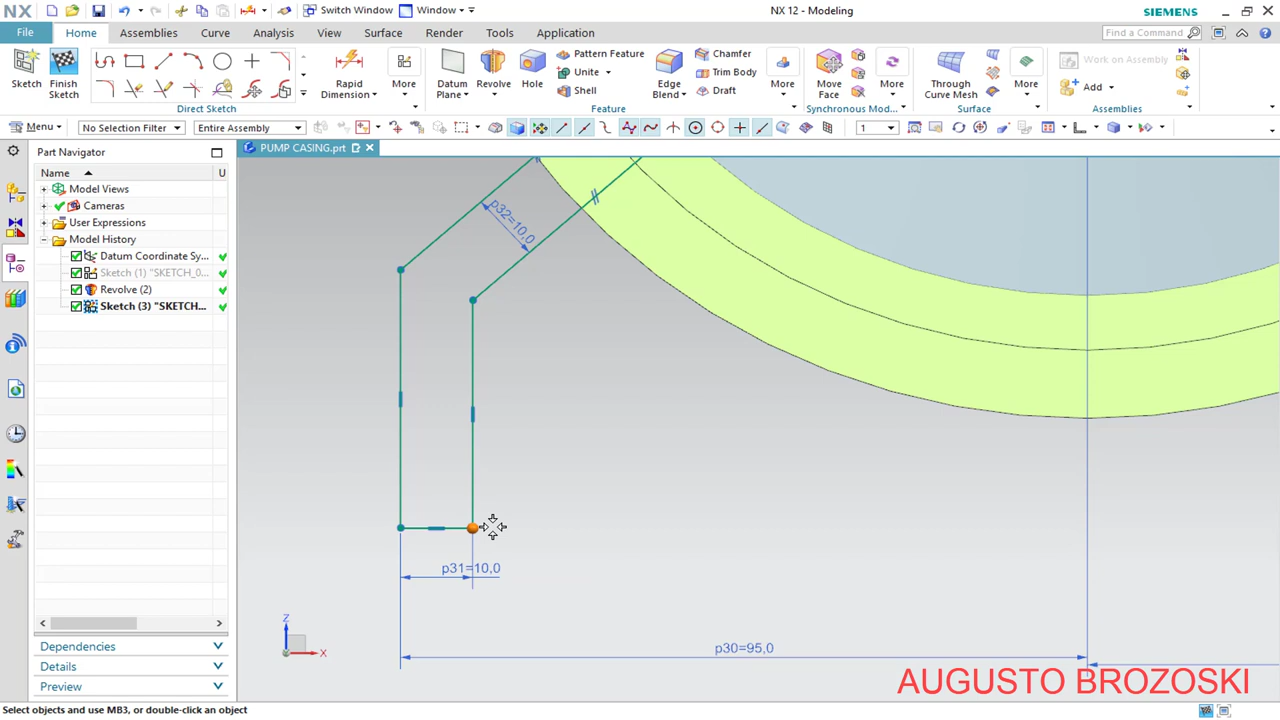 NX
Switch Window
Window
NX 12 - Modeling
SIEMENS
File
Home
Assemblies
Curve
Analysis
View
Surface
Render
Tools
Application
Find a Command
Sketch
Finish Sketch
Rapid Dimension
More
Direct Sketch
Datum Plane
Revolve
Hole
Pattern Feature
Unite
Shell
Edge Blend
Chamfer
Trim Body
Draft
More
Feature
Move Face
More
Synchronous Mod...
Through Curve Mesh
More
Surface
Work on Assembly
Add
Assemblies
Menu
No Selection Filter
Entire Assembly
1
Part Navigator
PUMP CASING.prt
Name
U
Model Views
Cameras
User Expressions
Model History
Datum Coordinate Sy...
Sketch (1) "SKETCH_0...
Revolve (2)
Sketch (3) "SKETCH...
Dependencies
Details
Preview
p32=10,0
p31=10,0
p30=95,0
Z
X
AUGUSTO BROZOSKI
Select objects and use MB3, or double-click an object